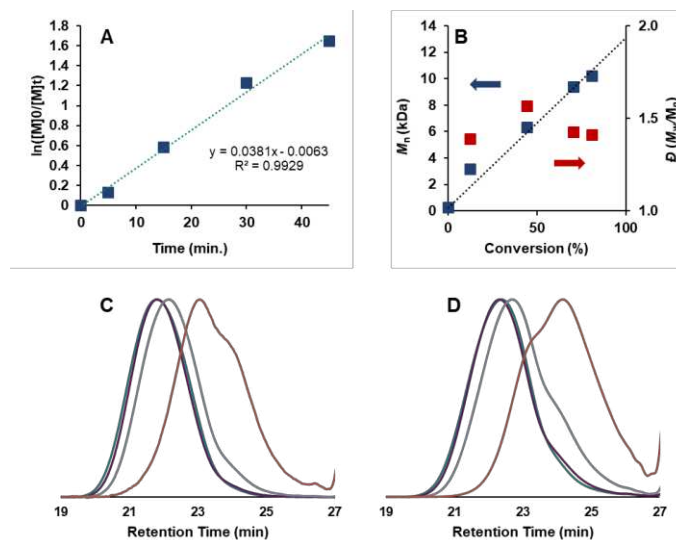 A
ln([M]0/[M]t)
1.8
1.6
1.4
1.2
1
0.8
0.6
0.4
0.2
0
y = 0.0381x - 0.0063
R² = 0.9929
0 20 40
Time (min.)
B
Mn (kDa)
14
12
10
8
6
4
2
0
2.0
1.5
1.0
Đ (Mw/Mn)
0 50 100
Conversion (%)
C
19 21 23 25 27
Retention Time (min)
D
19 21 23 25 27
Retention Time (min)